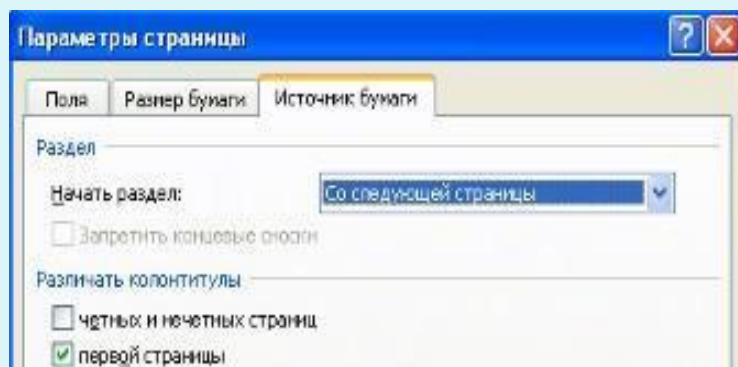 Параметры страницы
Поля Размер бумаги Источник бумаги
Раздел
Начать раздел: Со следующей страницы
Запретить концевые сноски
Различать колонтитулы
четных и нечетных страниц
первой страницы